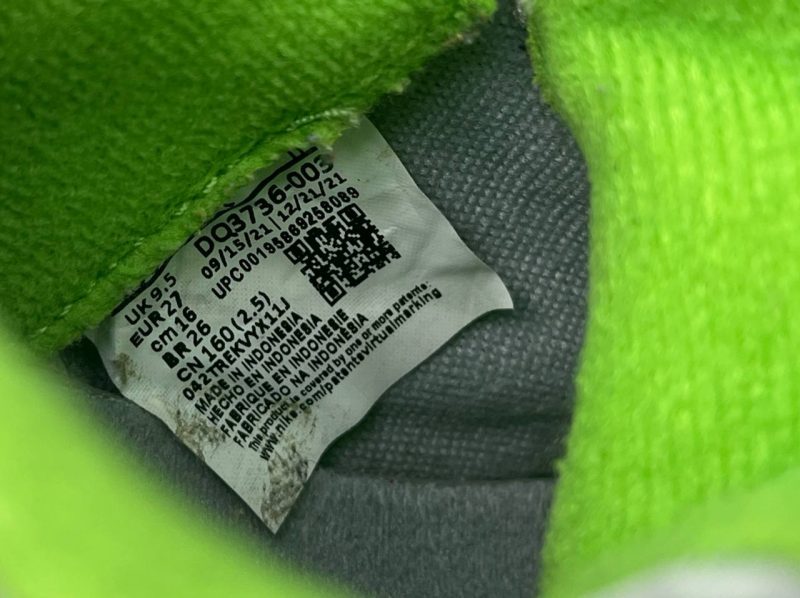 DQ3736-003
09/15/21 | 12/21/21
UPC00195869258089
UK 9.5
EUR 27
cm 16
BR 26
CN 160 (2.5)
042TREKVYX11J
MADE IN INDONESIA
HECHO EN INDONESIA
FABRIQUE EN INDONESIE
FABRICADO NA INDONESIA
This product is covered by one or more patents:
www.nike.com/patentsvirtualmarking